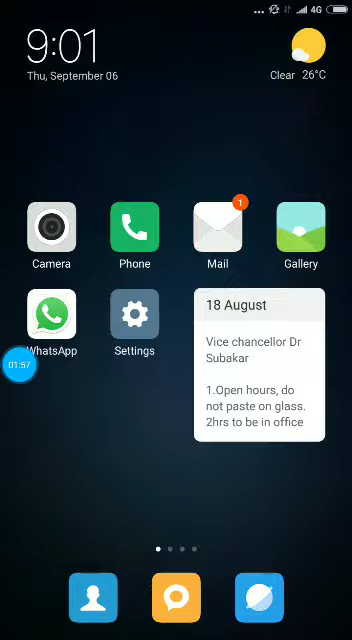 4G
9:01
Thu, September 06
Clear 26°C
1
Camera
Phone
Mail
Gallery
WhatsApp
Settings
18 August
Vice chancellor Dr
Subakar
1.Open hours, do
not paste on glass.
2hrs to be in office
01:57